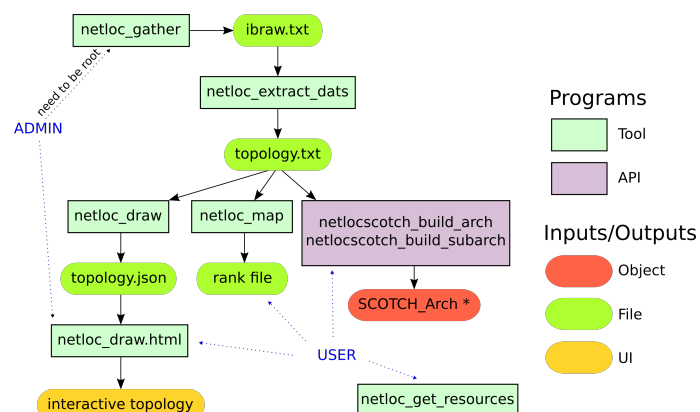 netloc_gather
ibraw.txt
need to be root
netloc_extract_dats
ADMIN
topology.txt
netloc_draw
netloc_map
netlocscotch_build_arch
netlocscotch_build_subarch
topology.json
rank file
SCOTCH_Arch *
netloc_draw.html
USER
netloc_get_resources
interactive topology
Programs
Tool
API
Inputs/Outputs
Object
File
UI